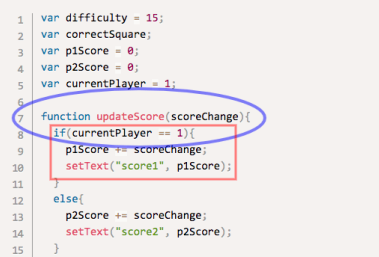 1 var difficulty = 15;
2 var correctSquare;
3 var p1Score = 0;
4 var p2Score = 0;
5 var currentPlayer = 1;
6
7 function updateScore(scoreChange){
8 if(currentPlayer == 1){
9 p1Score += scoreChange;
10 setText("score1", p1Score);
11 }
12 else{
13 p2Score += scoreChange;
14 setText("score2", p2Score);
15 }